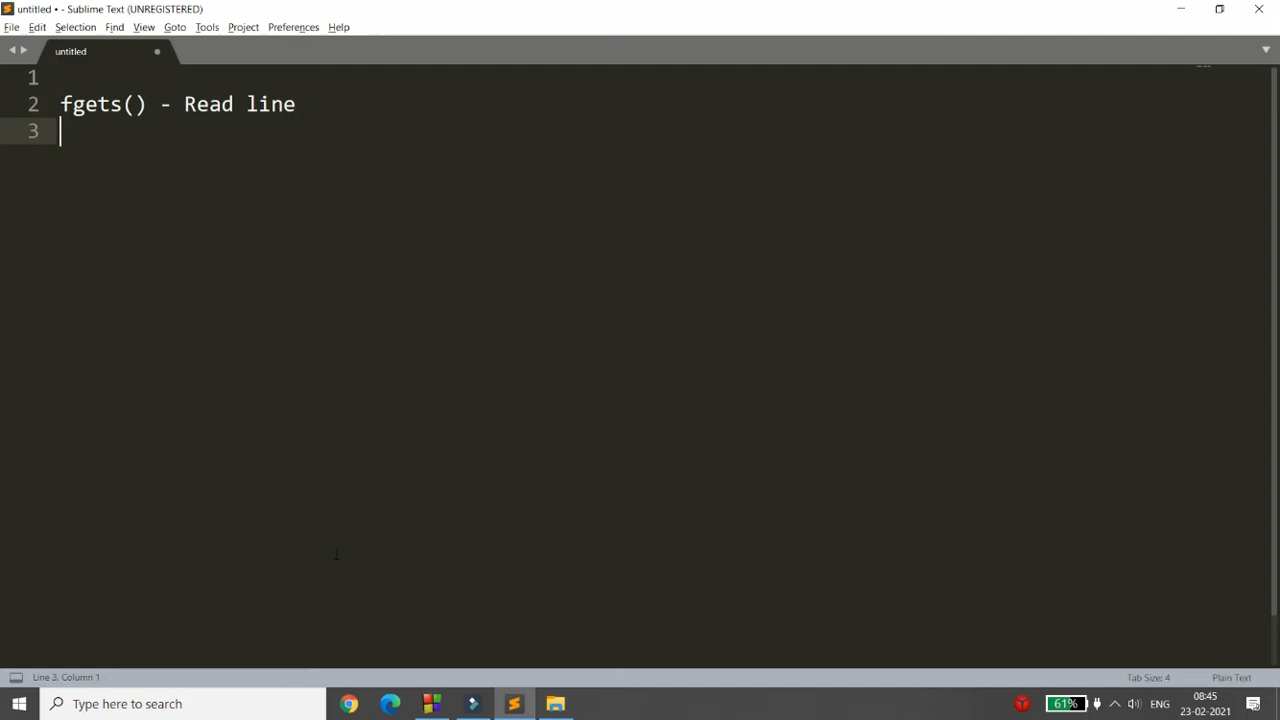 untitled • - Sublime Text (UNREGISTERED)
File Edit Selection Find View Goto Tools Project Preferences Help
untitled
1
2 fgets() - Read line
3
Line 3, Column 1 Tab Size: 4 Plain Text
Type here to search 61% ENG 08:45
23-02-2021